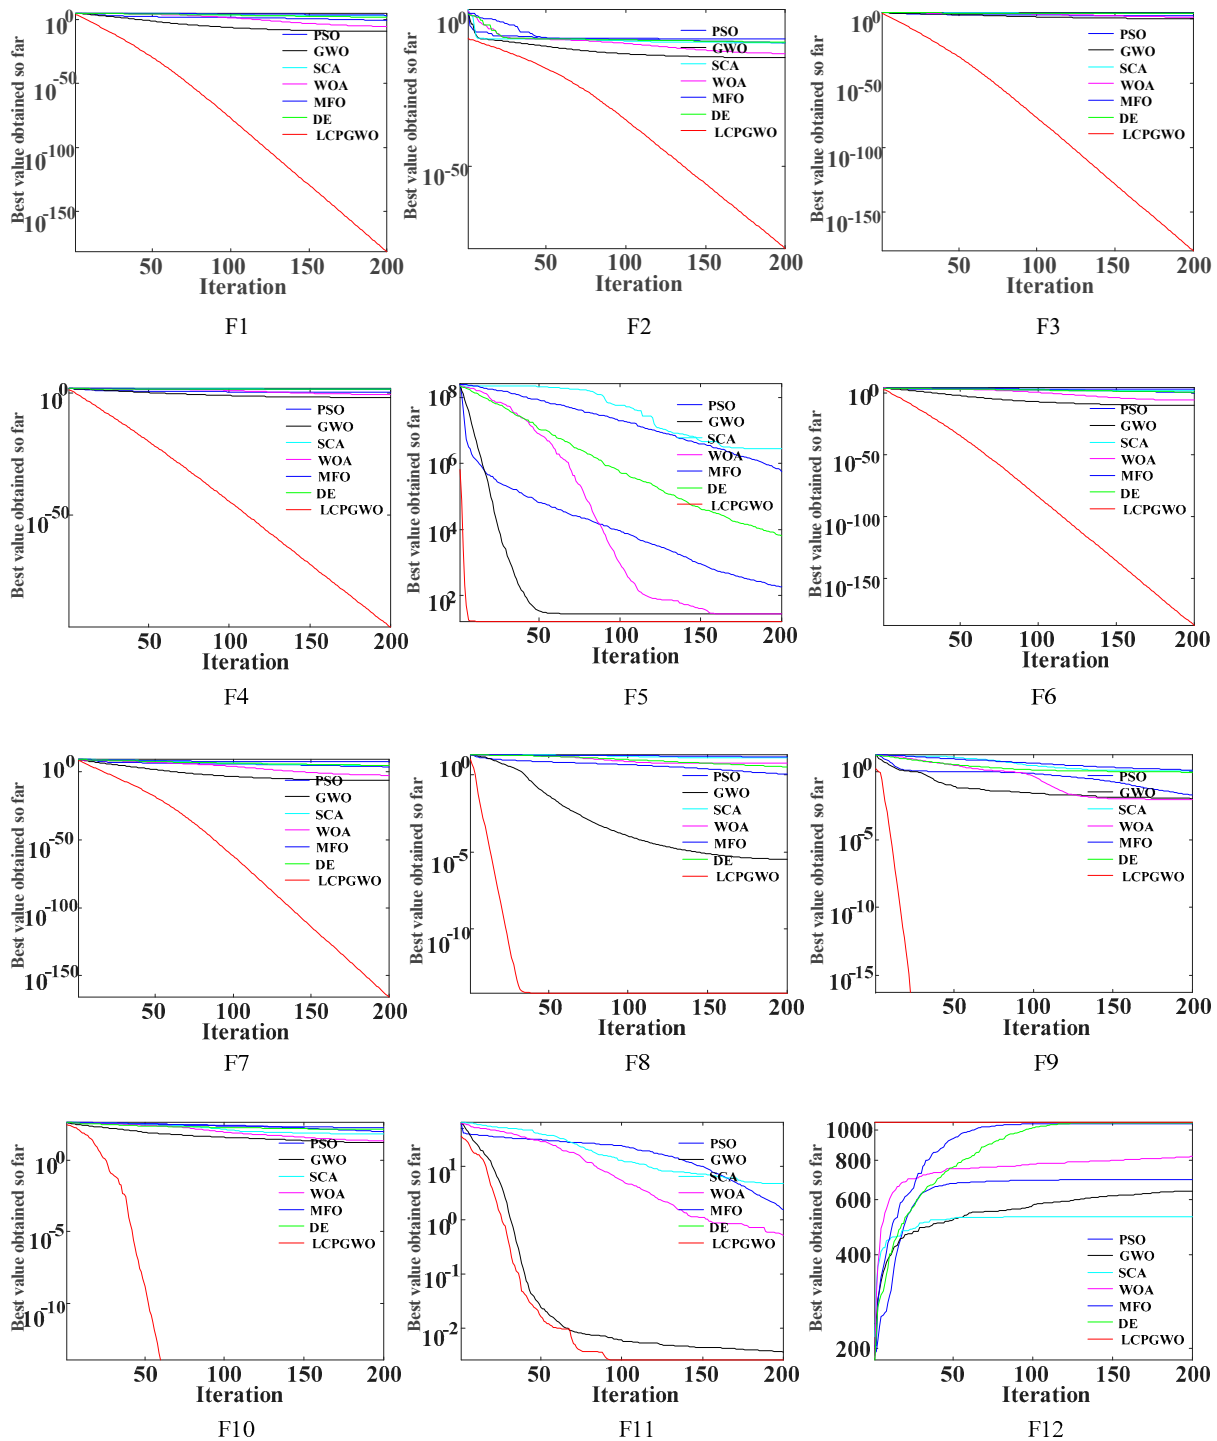 Best value obtained so far
10^0
10^-50
10^-100
10^-150
50 100 150 200
Iteration
PSO
GWO
SCA
WOA
MFO
DE
LCPGWO
F1
Best value obtained so far
10^0
10^-50
50 100 150 200
Iteration
PSO
GWO
SCA
WOA
MFO
DE
LCPGWO
F2
Best value obtained so far
10^0
10^-50
10^-100
10^-150
50 100 150 200
Iteration
PSO
GWO
SCA
WOA
MFO
DE
LCPGWO
F3
Best value obtained so far
10^0
10^-50
50 100 150 200
Iteration
PSO
GWO
SCA
WOA
MFO
DE
LCPGWO
F4
Best value obtained so far
10^8
10^6
10^4
10^2
50 100 150 200
Iteration
PSO
GWO
SCA
WOA
MFO
DE
LCPGWO
F5
Best value obtained so far
10^0
10^-50
10^-100
10^-150
50 100 150 200
Iteration
PSO
GWO
SCA
WOA
MFO
DE
LCPGWO
F6
Best value obtained so far
10^0
10^-50
10^-100
10^-150
50 100 150 200
Iteration
PSO
GWO
SCA
WOA
MFO
DE
LCPGWO
F7
Best value obtained so far
10^0
10^-5
10^-10
50 100 150 200
Iteration
PSO
GWO
SCA
WOA
MFO
DE
LCPGWO
F8
Best value obtained so far
10^0
10^-5
10^-10
10^-15
50 100 150 200
Iteration
PSO
GWO
SCA
WOA
MFO
DE
LCPGWO
F9
Best value obtained so far
10^0
10^-5
10^-10
50 100 150 200
Iteration
PSO
GWO
SCA
WOA
MFO
DE
LCPGWO
F10
Best value obtained so far
10^1
10^0
10^-1
10^-2
50 100 150 200
Iteration
PSO
GWO
SCA
WOA
MFO
DE
LCPGWO
F11
Best value obtained so far
1000
800
600
400
200
50 100 150 200
Iteration
PSO
GWO
SCA
WOA
MFO
DE
LCPGWO
F12